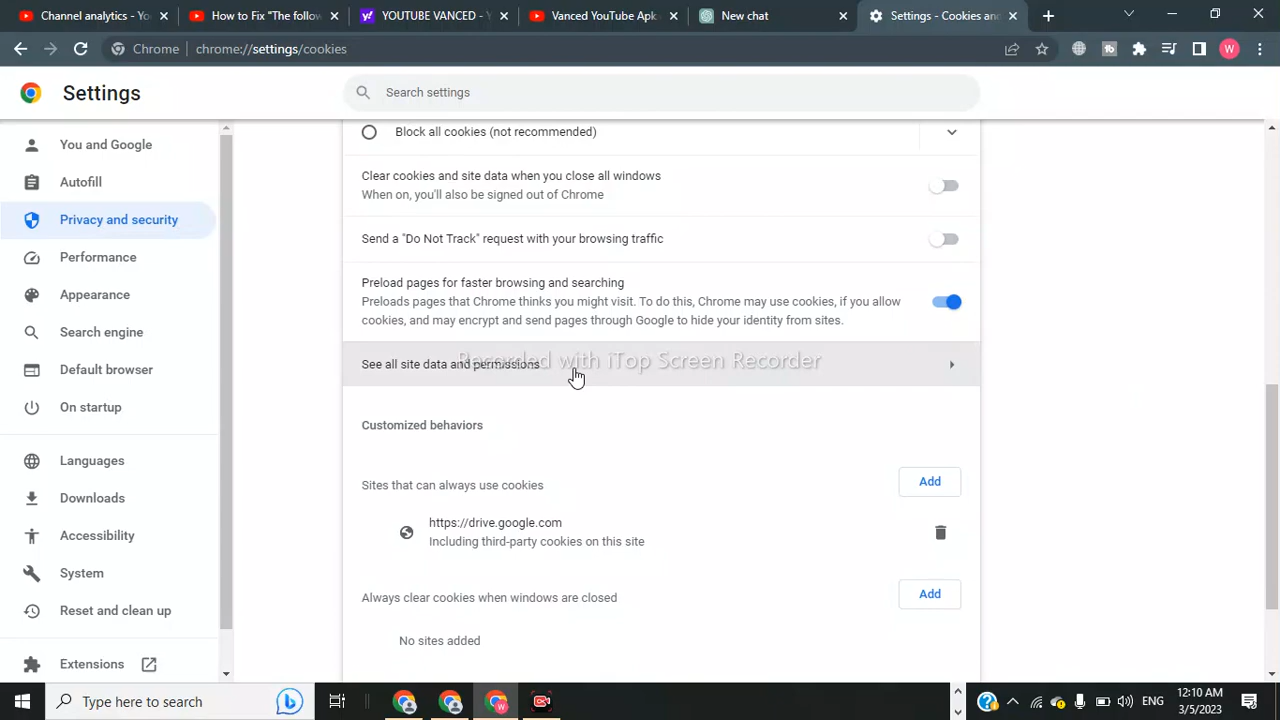 Channel analytics - You
How to Fix "The follow
YOUTUBE VANCED - Y
Vanced YouTube Apk
New chat
Settings - Cookies and
Chrome
chrome://settings/cookies
W
Settings
Search settings
You and Google
Autofill
Privacy and security
Performance
Appearance
Search engine
Default browser
On startup
Languages
Downloads
Accessibility
System
Reset and clean up
Extensions
Block all cookies (not recommended)
Clear cookies and site data when you close all windows
When on, you'll also be signed out of Chrome
Send a "Do Not Track" request with your browsing traffic
Preload pages for faster browsing and searching
Preloads pages that Chrome thinks you might visit. To do this, Chrome may use cookies, if you allow
cookies, and may encrypt and send pages through Google to hide your identity from sites.
See all site data and permissions
Recorded with iTop Screen Recorder
Customized behaviors
Sites that can always use cookies
Add
https://drive.google.com
Including third-party cookies on this site
Always clear cookies when windows are closed
Add
No sites added
Type here to search
ENG
12:10 AM
3/5/2023